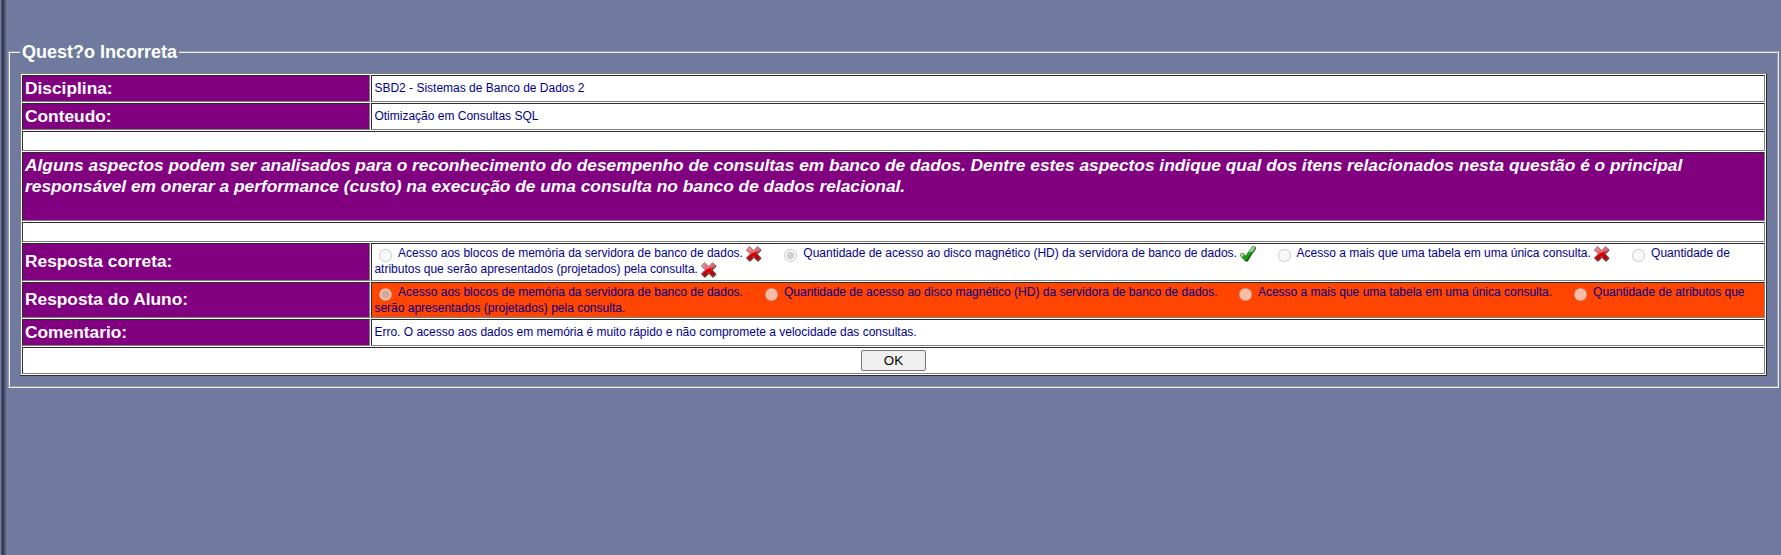 Quest?o Incorreta
Disciplina: SBD2 - Sistemas de Banco de Dados 2
Conteudo: Otimização em Consultas SQL
Alguns aspectos podem ser analisados para o reconhecimento do desempenho de consultas em banco de dados. Dentre estes aspectos indique qual dos itens relacionados nesta questão é o principal
responsável em onerar a performance (custo) na execução de uma consulta no banco de dados relacional.
Resposta correta: Acesso aos blocos de memória da servidora de banco de dados. Quantidade de acesso ao disco magnético (HD) da servidora de banco de dados. Acesso a mais que uma tabela em uma única consulta. Quantidade de
atributos que serão apresentados (projetados) pela consulta.
Resposta do Aluno: Acesso aos blocos de memória da servidora de banco de dados. Quantidade de acesso ao disco magnético (HD) da servidora de banco de dados. Acesso a mais que uma tabela em uma única consulta. Quantidade de atributos que
serão apresentados (projetados) pela consulta.
Comentario: Erro. O acesso aos dados em memória é muito rápido e não compromete a velocidade das consultas.
OK